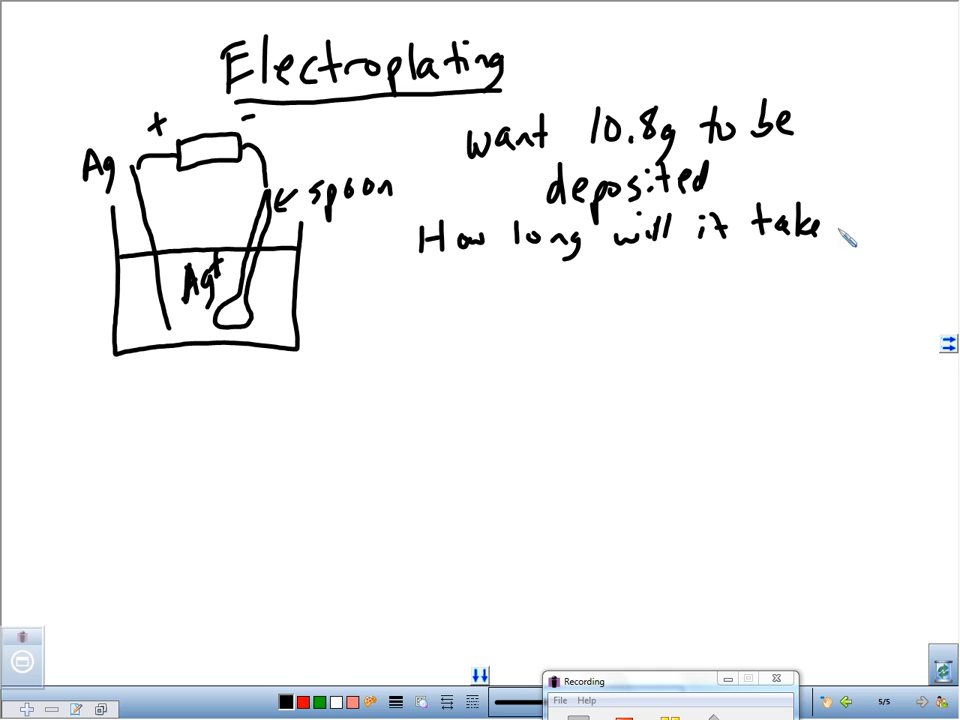 Electroplating
+ -
Ag
spoon
Ag+
want 10.8g to be
deposited
How long will it take
5/5
Recording
File Help